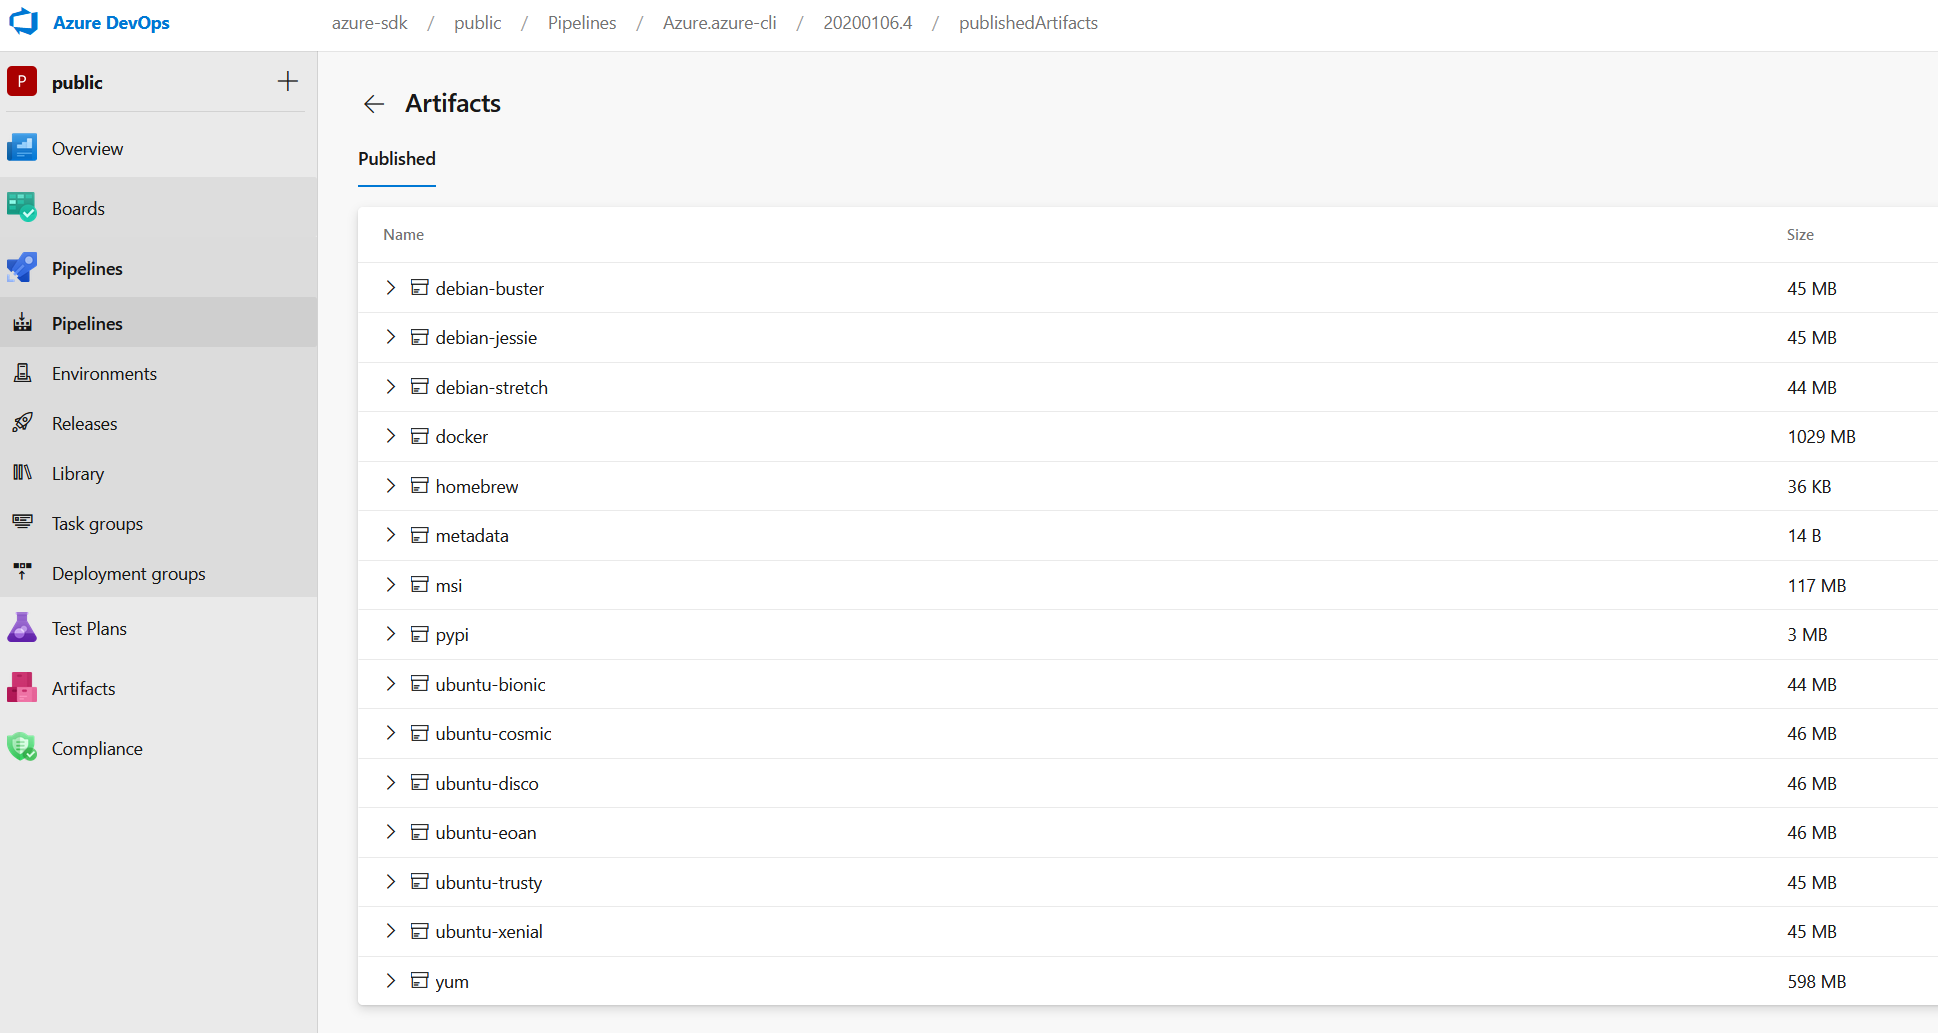 Azure DevOps
azure-sdk / public / Pipelines / Azure.azure-cli / 20200106.4 / publishedArtifacts
P public
Overview
Boards
Pipelines
Pipelines
Environments
Releases
Library
Task groups
Deployment groups
Test Plans
Artifacts
Compliance
Artifacts
Published
Name Size
debian-buster 45 MB
debian-jessie 45 MB
debian-stretch 44 MB
docker 1029 MB
homebrew 36 KB
metadata 14 B
msi 117 MB
pypi 3 MB
ubuntu-bionic 44 MB
ubuntu-cosmic 46 MB
ubuntu-disco 46 MB
ubuntu-eoan 46 MB
ubuntu-trusty 45 MB
ubuntu-xenial 45 MB
yum 598 MB